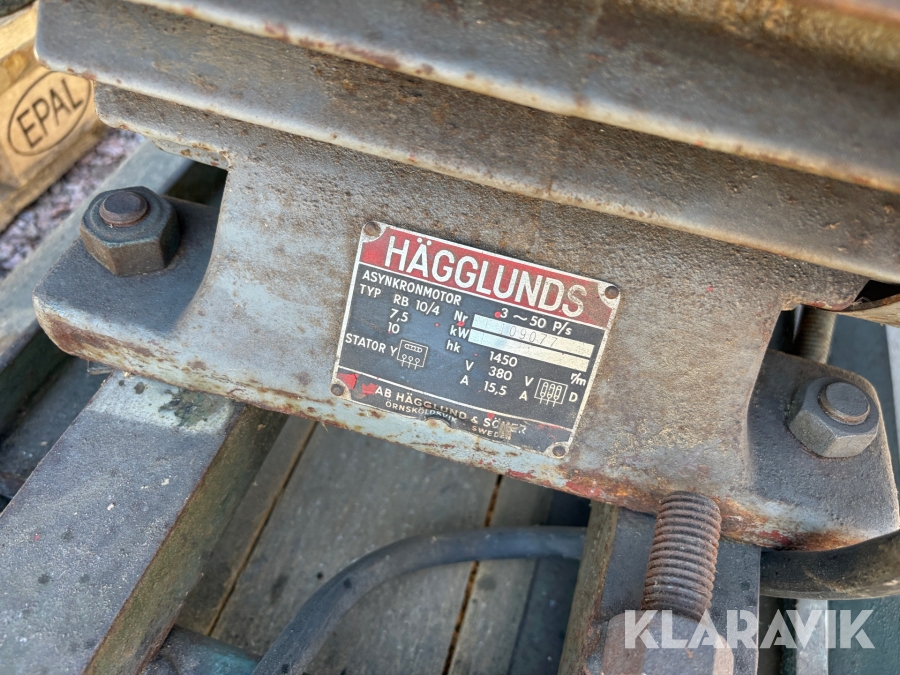 EPAL
HÄGGLUNDS
ASYNKRONMOTOR 3~50 P/s
TYP RB 10/4 Nr 109077
7,5 kW
10 hk 1450 r/m
STATOR Y V 380 V D
A 15,5 A
AB HÄGGLUND & SÖNER
ÖRNSKÖLDSVIK - SWEDEN
KLARAVIK